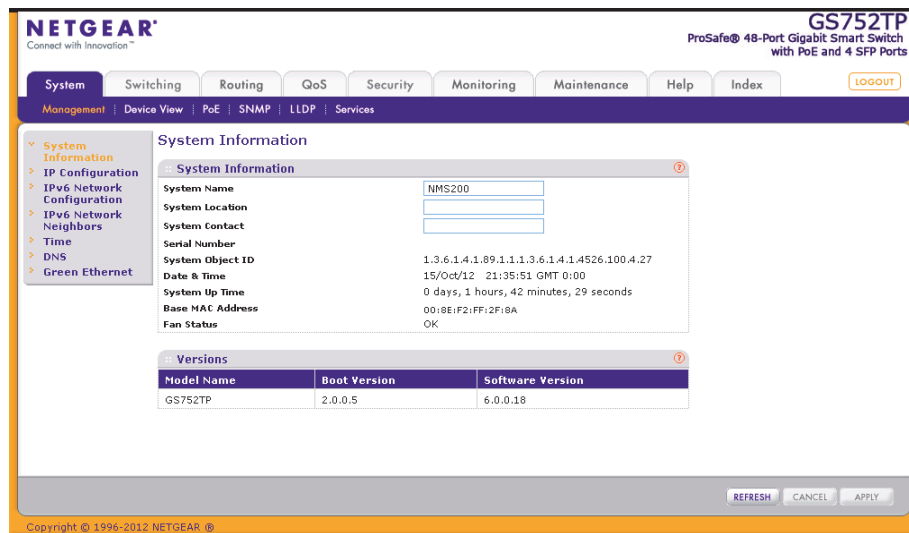 NETGEAR®
Connect with Innovation™
GS752TP
ProSafe® 48-Port Gigabit Smart Switch
with PoE and 4 SFP Ports
System Switching Routing QoS Security Monitoring Maintenance Help Index LOGOUT
Management | Device View | PoE | SNMP | LLDP | Services
System Information
IP Configuration
IPv6 Network Configuration
IPv6 Network Neighbors
Time
DNS
Green Ethernet
System Information
System Information
System Name NMS200
System Location
System Contact
Serial Number
System Object ID 1.3.6.1.4.1.89.1.1.1.3.6.1.4.1.4526.100.4.27
Date & Time 15/Oct/12 21:35:51 GMT 0:00
System Up Time 0 days, 1 hours, 42 minutes, 29 seconds
Base MAC Address 00:8E:F2:FF:2F:8A
Fan Status OK
Versions
Model Name Boot Version Software Version
GS752TP 2.0.0.5 6.0.0.18
REFRESH CANCEL APPLY
Copyright © 1996-2012 NETGEAR ®